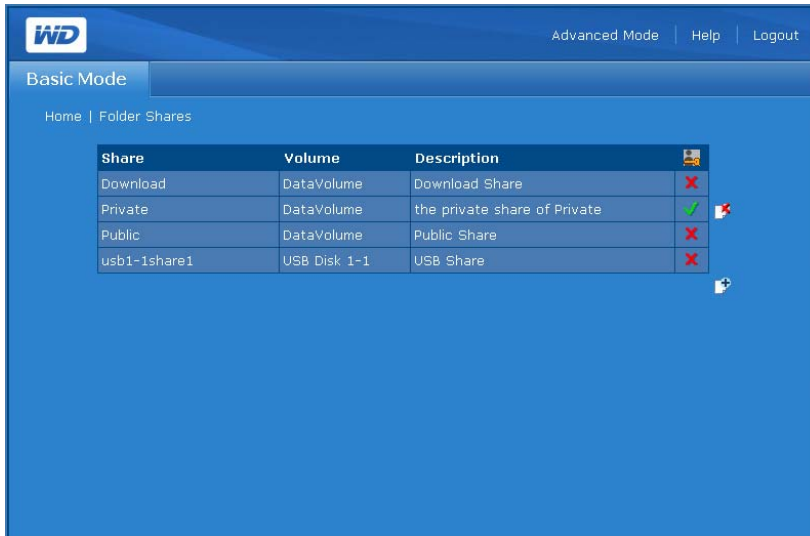 WD
Advanced Mode | Help | Logout
Basic Mode
Home | Folder Shares
Share Volume Description
Download DataVolume Download Share
Private DataVolume the private share of Private
Public DataVolume Public Share
usb1-1share1 USB Disk 1-1 USB Share